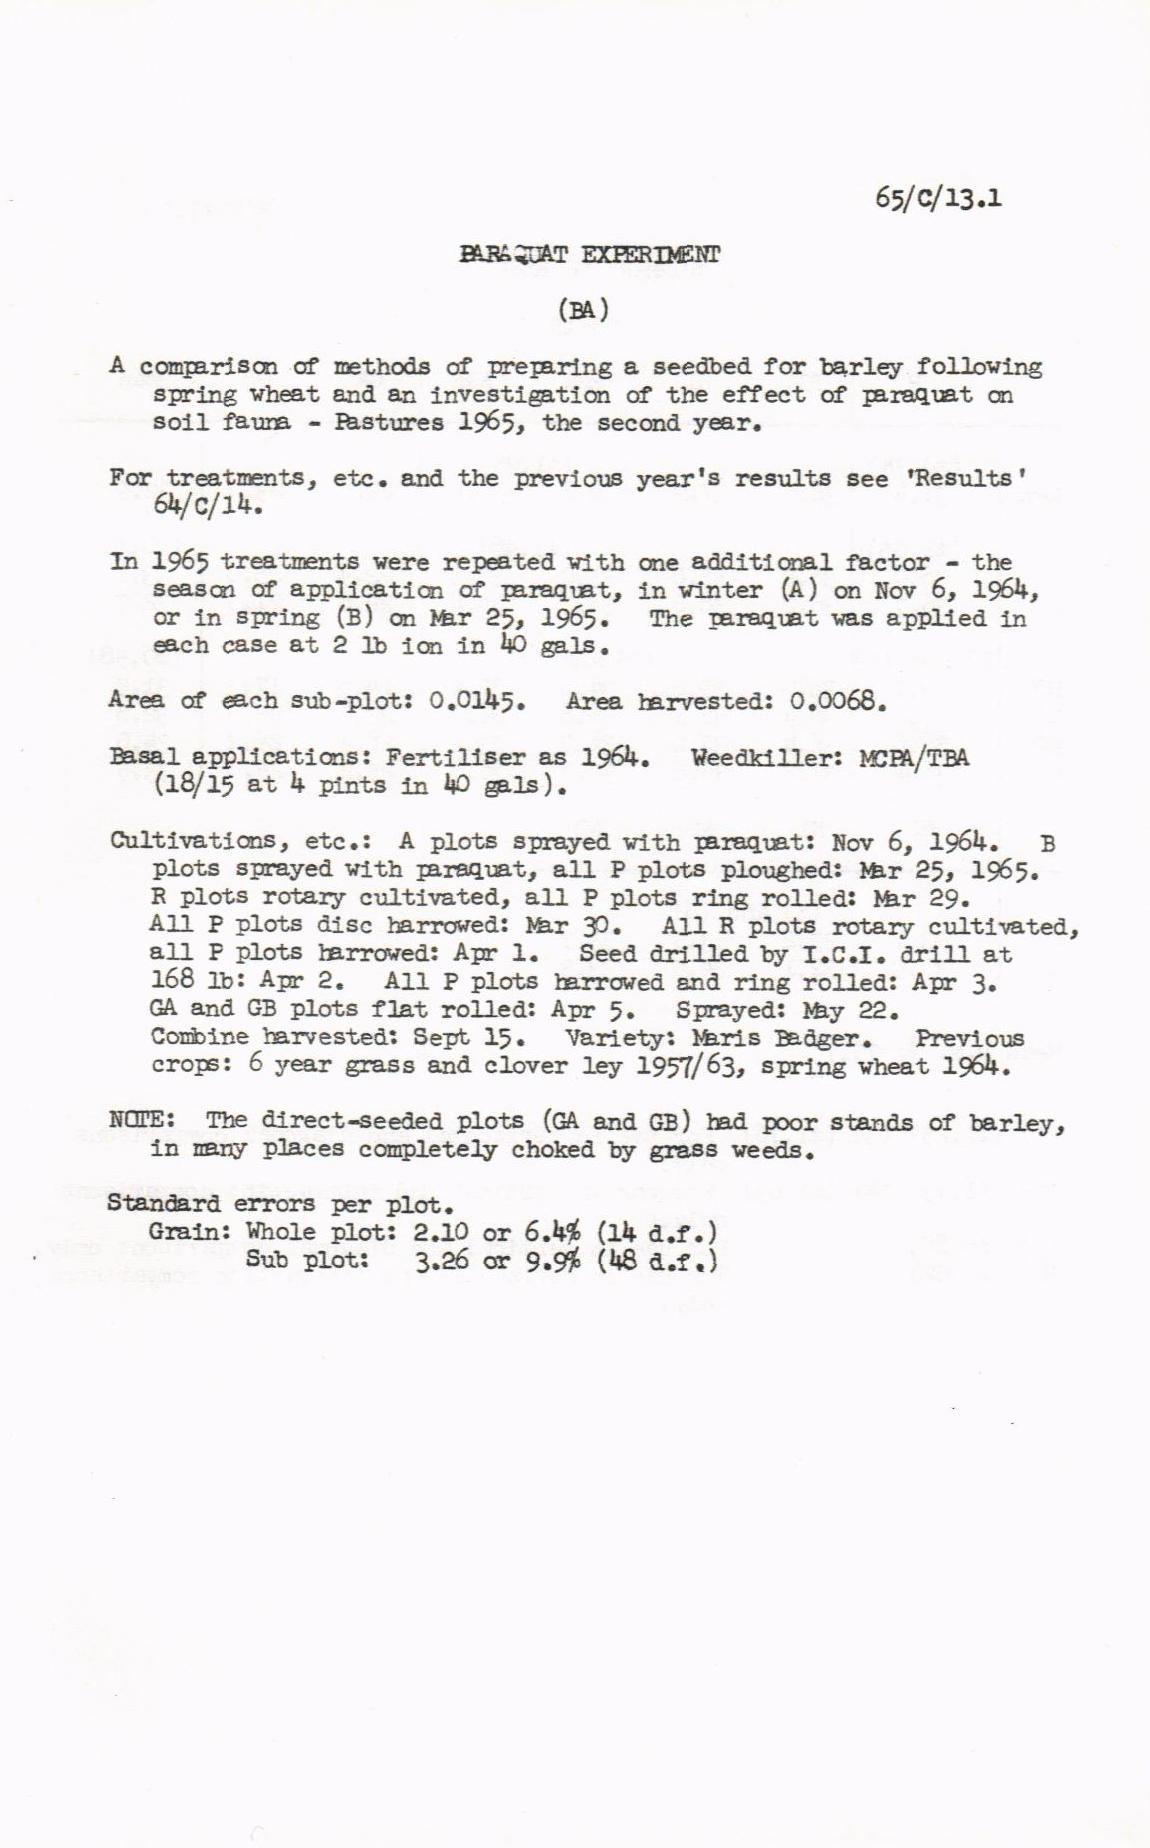 65/C/13.1
PARAQUAT EXPERIMENT
(BA)
A comparison of methods of preparing a seedbed for barley following
spring wheat and an investigation of the effect of paraquat on
soil fauna - Pastures 1965, the second year.
For treatments, etc. and the previous year's results see 'Results'
64/C/14.
In 1965 treatments were repeated with one additional factor - the
season of application of paraquat, in winter (A) on Nov 6, 1964,
or in spring (B) on Mar 25, 1965. The paraquat was applied in
each case at 2 lb ion in 40 gals.
Area of each sub-plot: 0.0145. Area harvested: 0.0068.
Basal applications: Fertiliser as 1964. Weedkiller: MCPA/TBA
(18/15 at 4 pints in 40 gals).
Cultivations, etc.: A plots sprayed with paraquat: Nov 6, 1964. B
plots sprayed with paraquat, all P plots ploughed: Mar 25, 1965.
R plots rotary cultivated, all P plots ring rolled: Mar 29.
All P plots disc harrowed: Mar 30. All R plots rotary cultivated,
all P plots harrowed: Apr 1. Seed drilled by I.C.I. drill at
168 lb: Apr 2. All P plots harrowed and ring rolled: Apr 3.
GA and GB plots flat rolled: Apr 5. Sprayed: May 22.
Combine harvested: Sept 15. Variety: Maris Badger. Previous
crops: 6 year grass and clover ley 1957/63, spring wheat 1964.
NOTE: The direct-seeded plots (GA and GB) had poor stands of barley,
in many places completely choked by grass weeds.
Standard errors per plot.
Grain: Whole plot: 2.10 or 6.4% (14 d.f.)
Sub plot: 3.26 or 9.9% (48 d.f.)